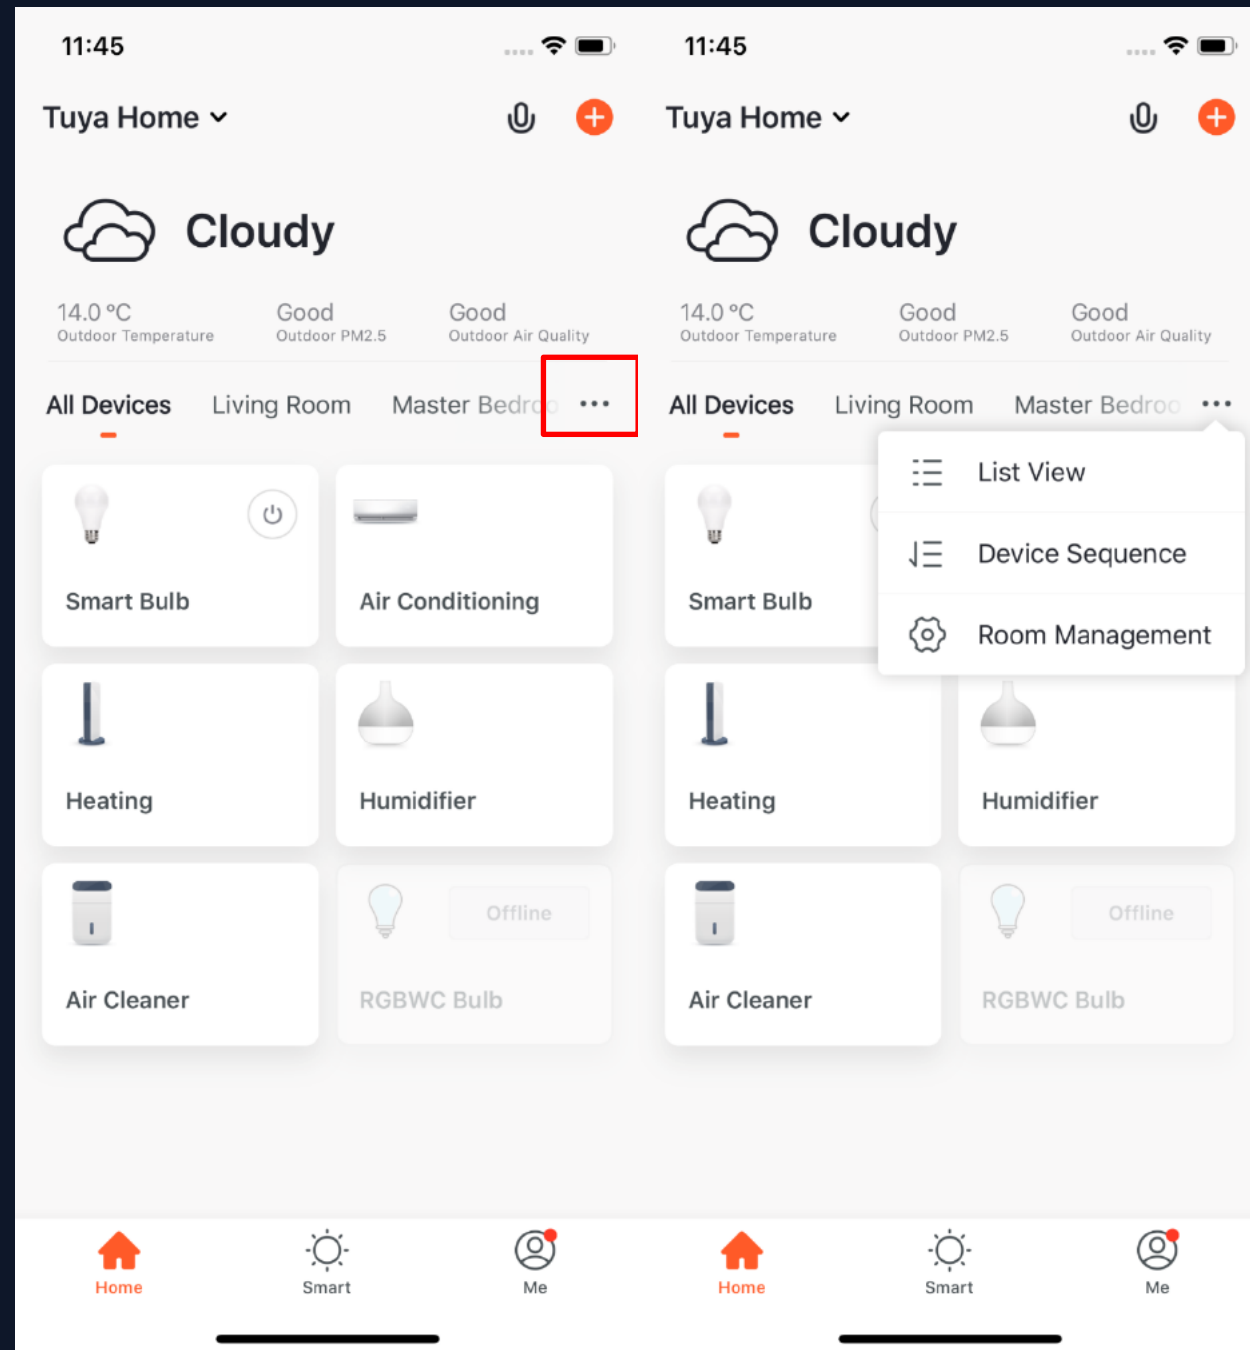 11:45
Tuya Home
Cloudy
14.0 °C Good Good
Outdoor Temperature Outdoor PM2.5 Outdoor Air Quality
All Devices Living Room Master Bedroo
Smart Bulb Air Conditioning
Heating Humidifier
Offline
Air Cleaner RGBWC Bulb
Home Smart Me
11:45
Tuya Home
Cloudy
14.0 °C Good Good
Outdoor Temperature Outdoor PM2.5 Outdoor Air Quality
All Devices Living Room Master Bedroo
List View
Device Sequence
Smart Bulb
Room Management
Heating Humidifier
Offline
Air Cleaner RGBWC Bulb
Home Smart Me